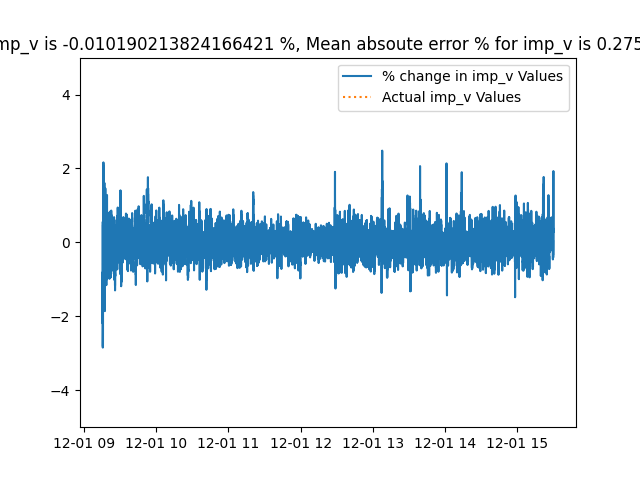 mp_v is -0.010190213824166421 %, Mean absoute error % for imp_v is 0.275
% change in imp_v Values
Actual imp_v Values
4
2
0
−2
−4
12-01 09 12-01 10 12-01 11 12-01 12 12-01 13 12-01 14 12-01 15